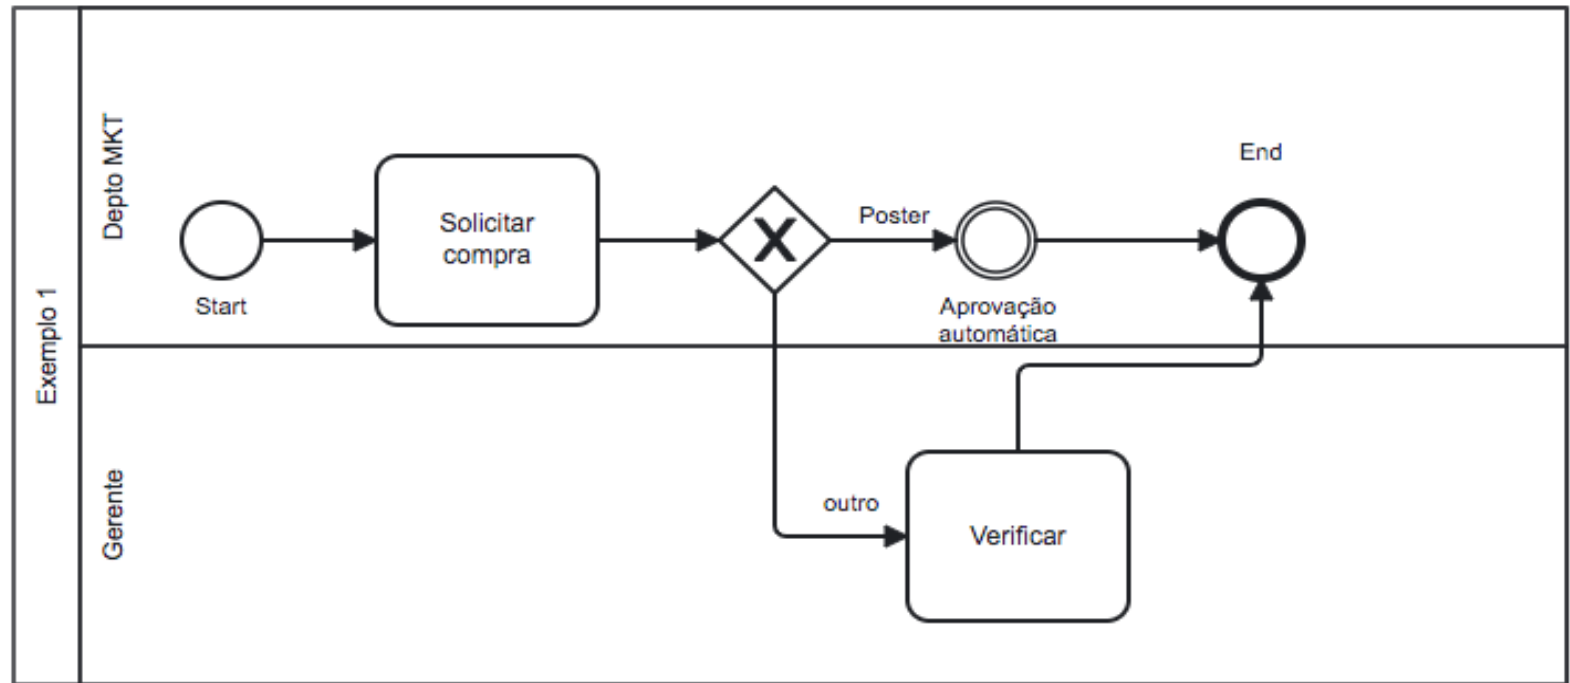 Exemplo 1
Depto MKT
Start
Solicitar
compra
X
Poster
Aprovação
automática
End
Gerente
outro
Verificar